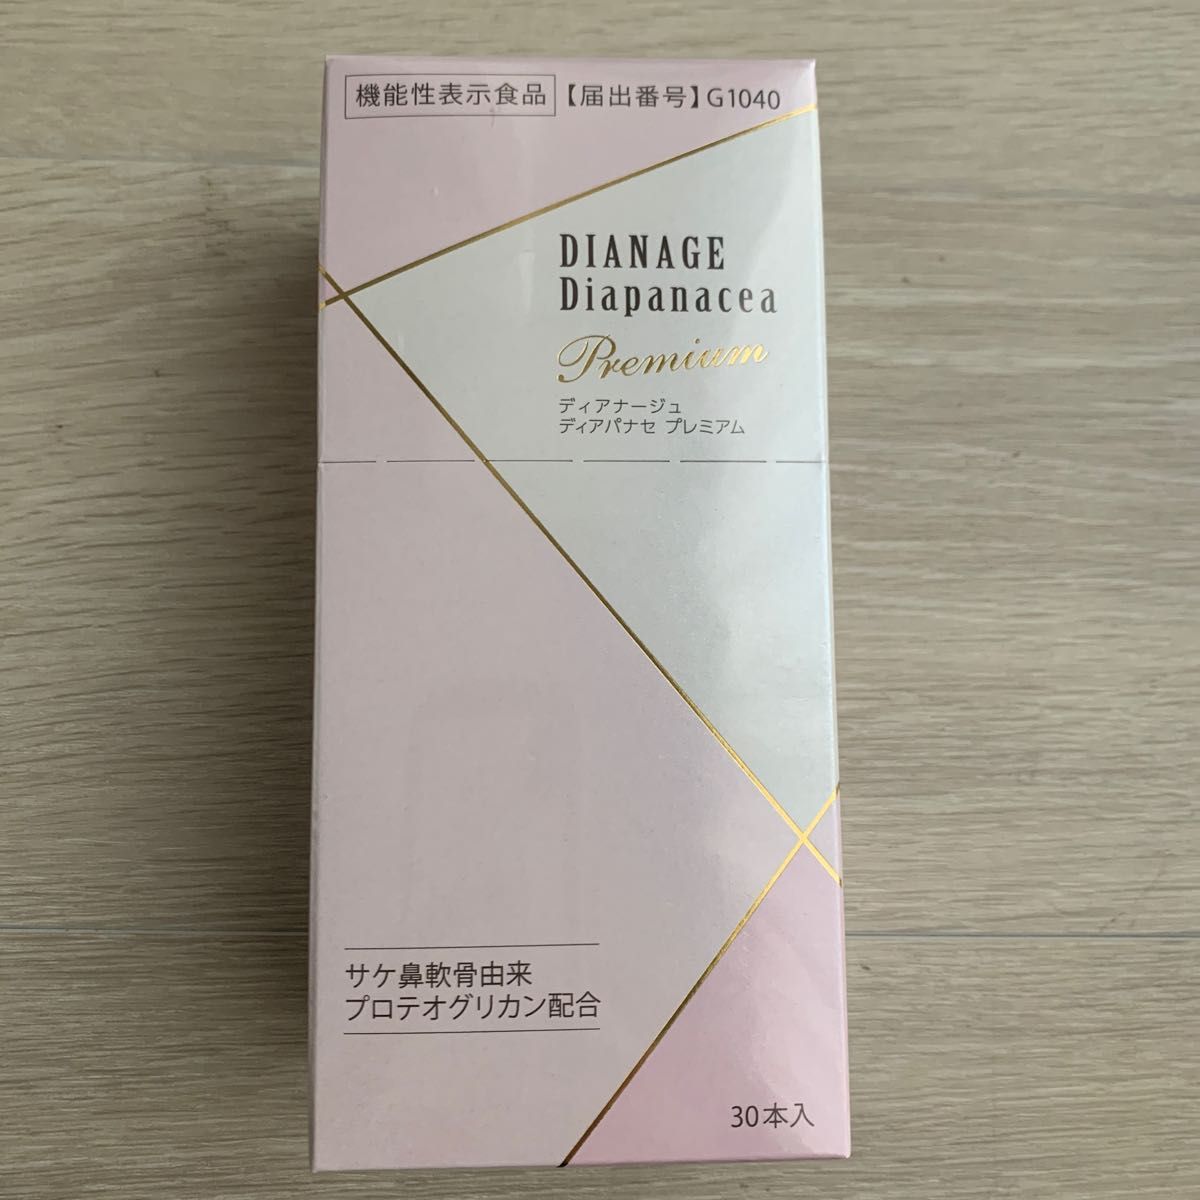 機能性表示食品【届出番号】G1040
DIANAGE
Diapanacea
Premium
ディアナージュ
ディアパナセ プレミアム
サケ鼻軟骨由来
プロテオグリカン配合
30本入